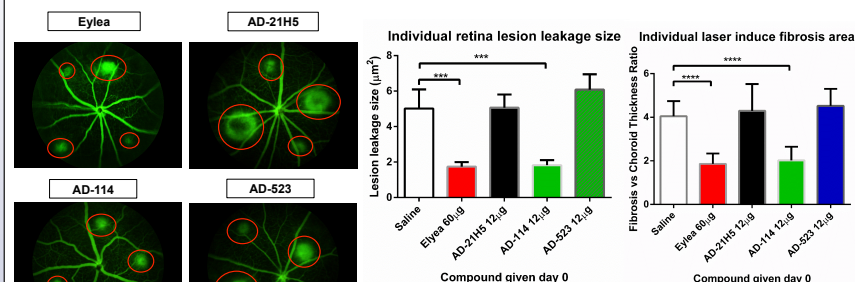 Eylea
AD-21H5
AD-114
AD-523
Individual retina lesion leakage size
Lesion leakage size (μm²)
8
6
4
2
0
***
***
Saline
Elyea 60μg
AD-21H5 12μg
AD-114 12μg
AD-523 12μg
Compound given day 0
Individual laser induce fibrosis area
Fibrosis vs Choroid Thickness Ratio
6
4
2
0
****
****
Saline
Eylea 60μg
AD-21H5 12μg
AD-114 12μg
AD-523 12μg
Compound given day 0